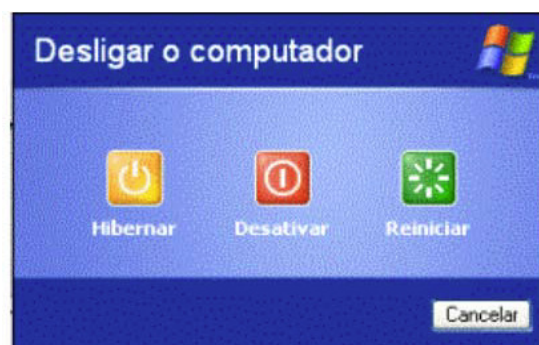 Desligar o computador
Hibernar
Desativar
Reiniciar
Cancelar